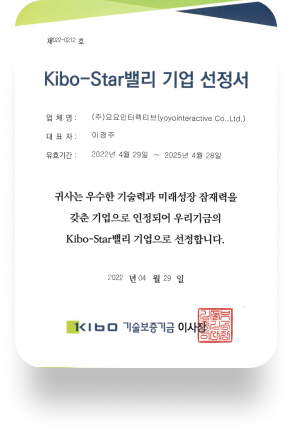 제2022-0212 호
Kibo-Star밸리 기업 선정서
업 체 명 : (주)요요인터랙티브(yoyointeractive Co.,Ltd.)
대 표 자 : 이경주
유효기간 : 2022년 4월 29일 ~ 2025년 4월 28일
귀사는 우수한 기술력과 미래성장 잠재력을
갖춘 기업으로 인정되어 우리기금의
Kibo-Star밸리 기업으로 선정합니다.
2022 년 04 월 29 일
KIBO 기술보증기금 이사장